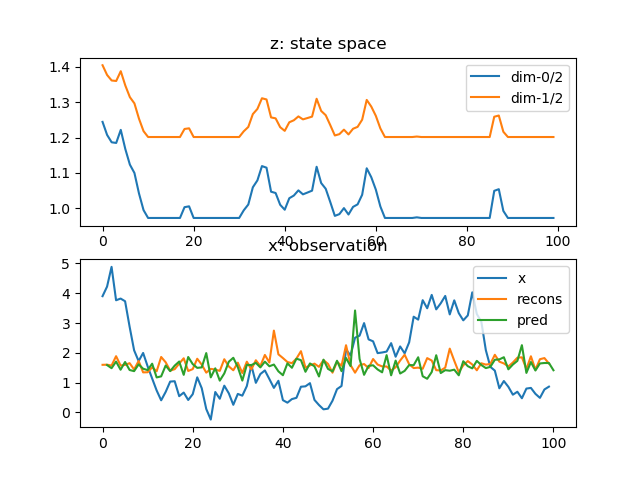 z: state space
1.4
1.3
1.2
1.1
1.0
dim-0/2
dim-1/2
0 20 40 60 80 100
x: observation
5
4
3
2
1
0
x
recons
pred
0 20 40 60 80 100